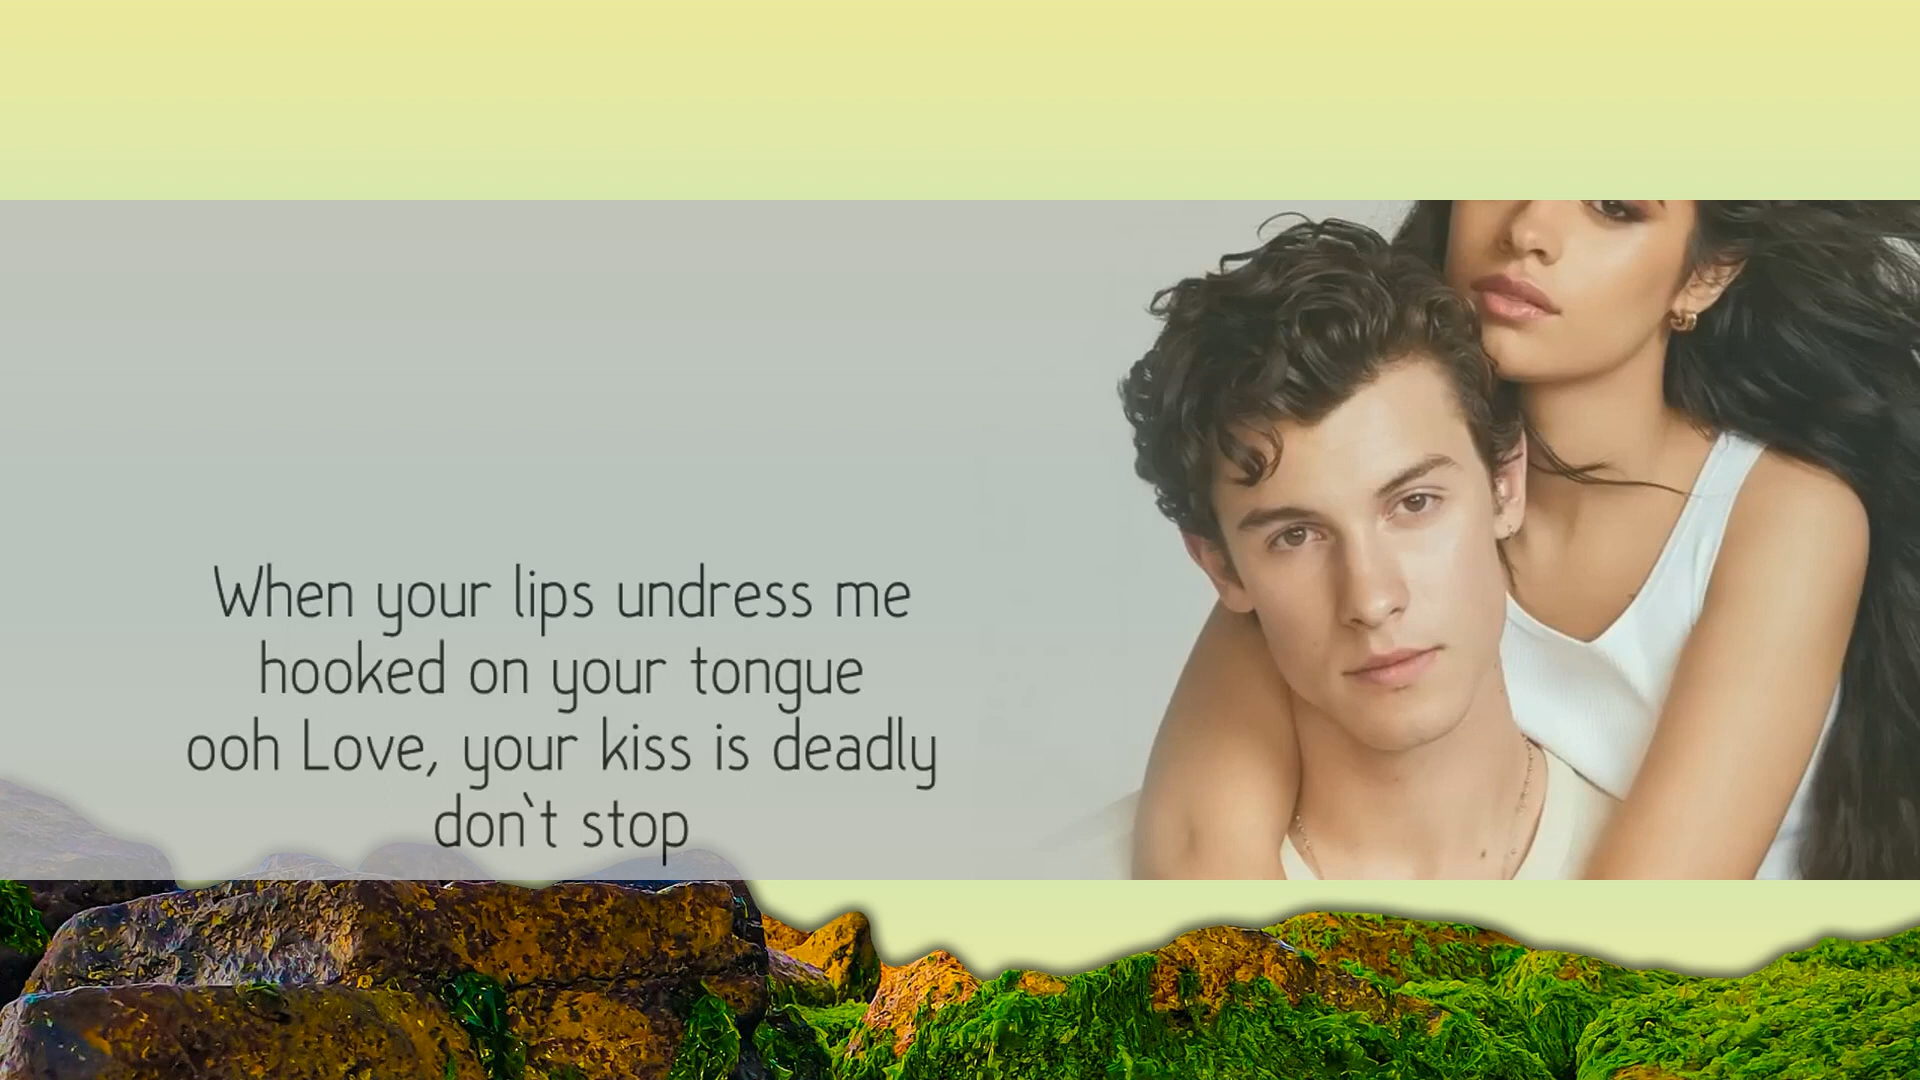 When your lips undress me
hooked on your tongue
ooh Love, your kiss is deadly
don`t stop